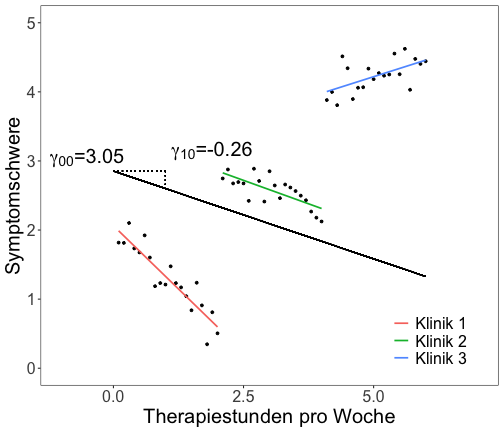 5
4
γ₀₀=3.05 γ₁₀=-0.26
3
2
1
0
Symptomschwere
Klinik 1
Klinik 2
Klinik 3
0.0 2.5 5.0
Therapiestunden pro Woche